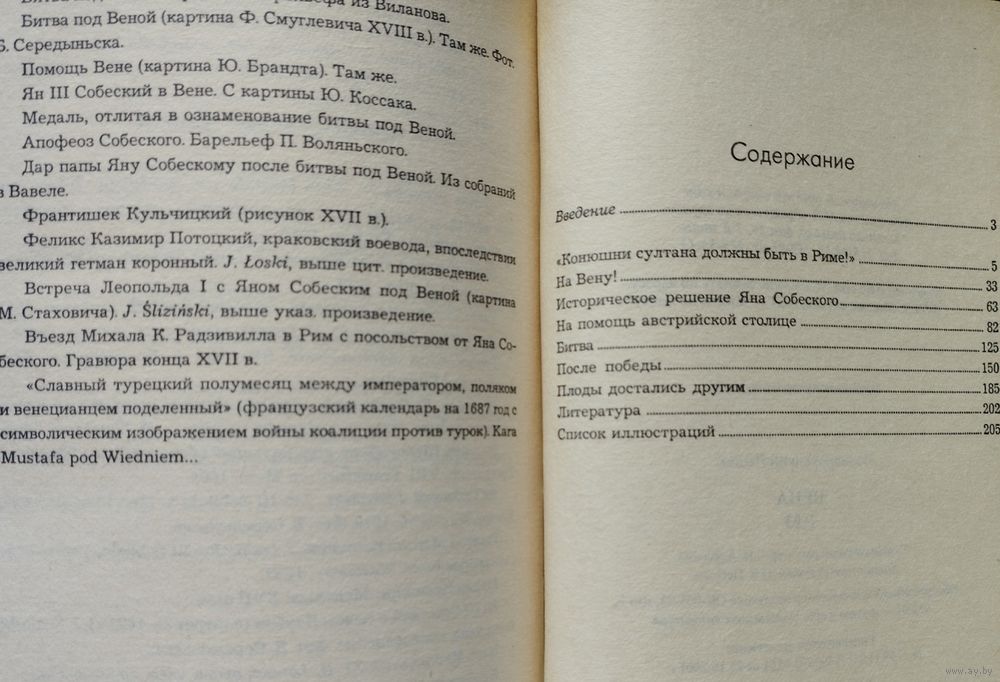 из Виланова.
Битва под Веной (картина Ф. Смуглевича XVIII в.). Там же. Фот.
Б. Середыньска.
Помощь Вене (картина Ю. Брандта). Там же.
Ян III Собеский в Вене. С картины Ю. Коссака.
Медаль, отлитая в ознаменование битвы под Веной.
Апофеоз Собеского. Барельеф П. Воляньского.
Дар папы Яну Собескому после битвы под Веной. Из собраний
в Вавеле.
Франтишек Кульчицкий (рисунок XVII в.).
Феликс Казимир Потоцкий, краковский воевода, впоследствии
великий гетман коронный. J. Łoski, выше цит. произведение.
Встреча Леопольда I с Яном Собеским под Веной (картина
М. Стаховича). J. Śliziński, выше указ. произведение.
Въезд Михала К. Радзивилла в Рим с посольством от Яна Со-
беского. Гравюра конца XVII в.
«Славный турецкий полумесяц между императором, поляком
и венецианцем поделенный» (французский календарь на 1687 год с
символическим изображением войны коалиции против турок). Kara
Mustafa pod Wiedniem...
Содержание
Введение ... 3
«Конюшни султана должны быть в Риме!» ... 5
На Вену! ... 33
Историческое решение Яна Собеского ... 63
На помощь австрийской столице ... 82
Битва ... 125
После победы ... 150
Плоды достались другим ... 185
Литература ... 202
Список иллюстраций ... 205
www.ay.by